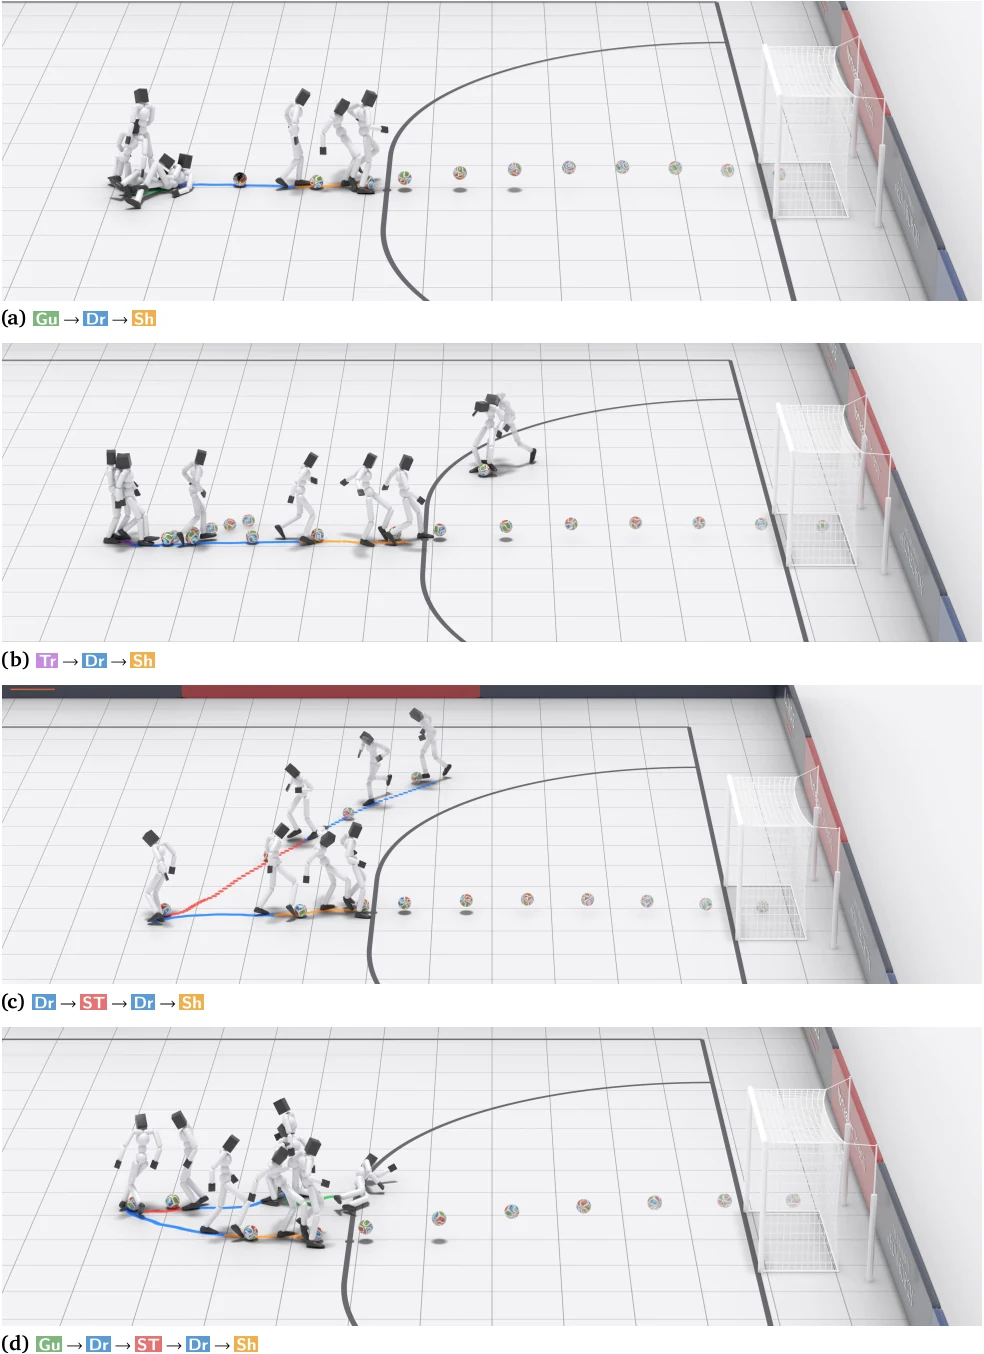 (a) Gu → Dr → Sh
(b) Tr → Dr → Sh
(c) Dr → ST → Dr → Sh
(d) Gu → Dr → ST → Dr → Sh